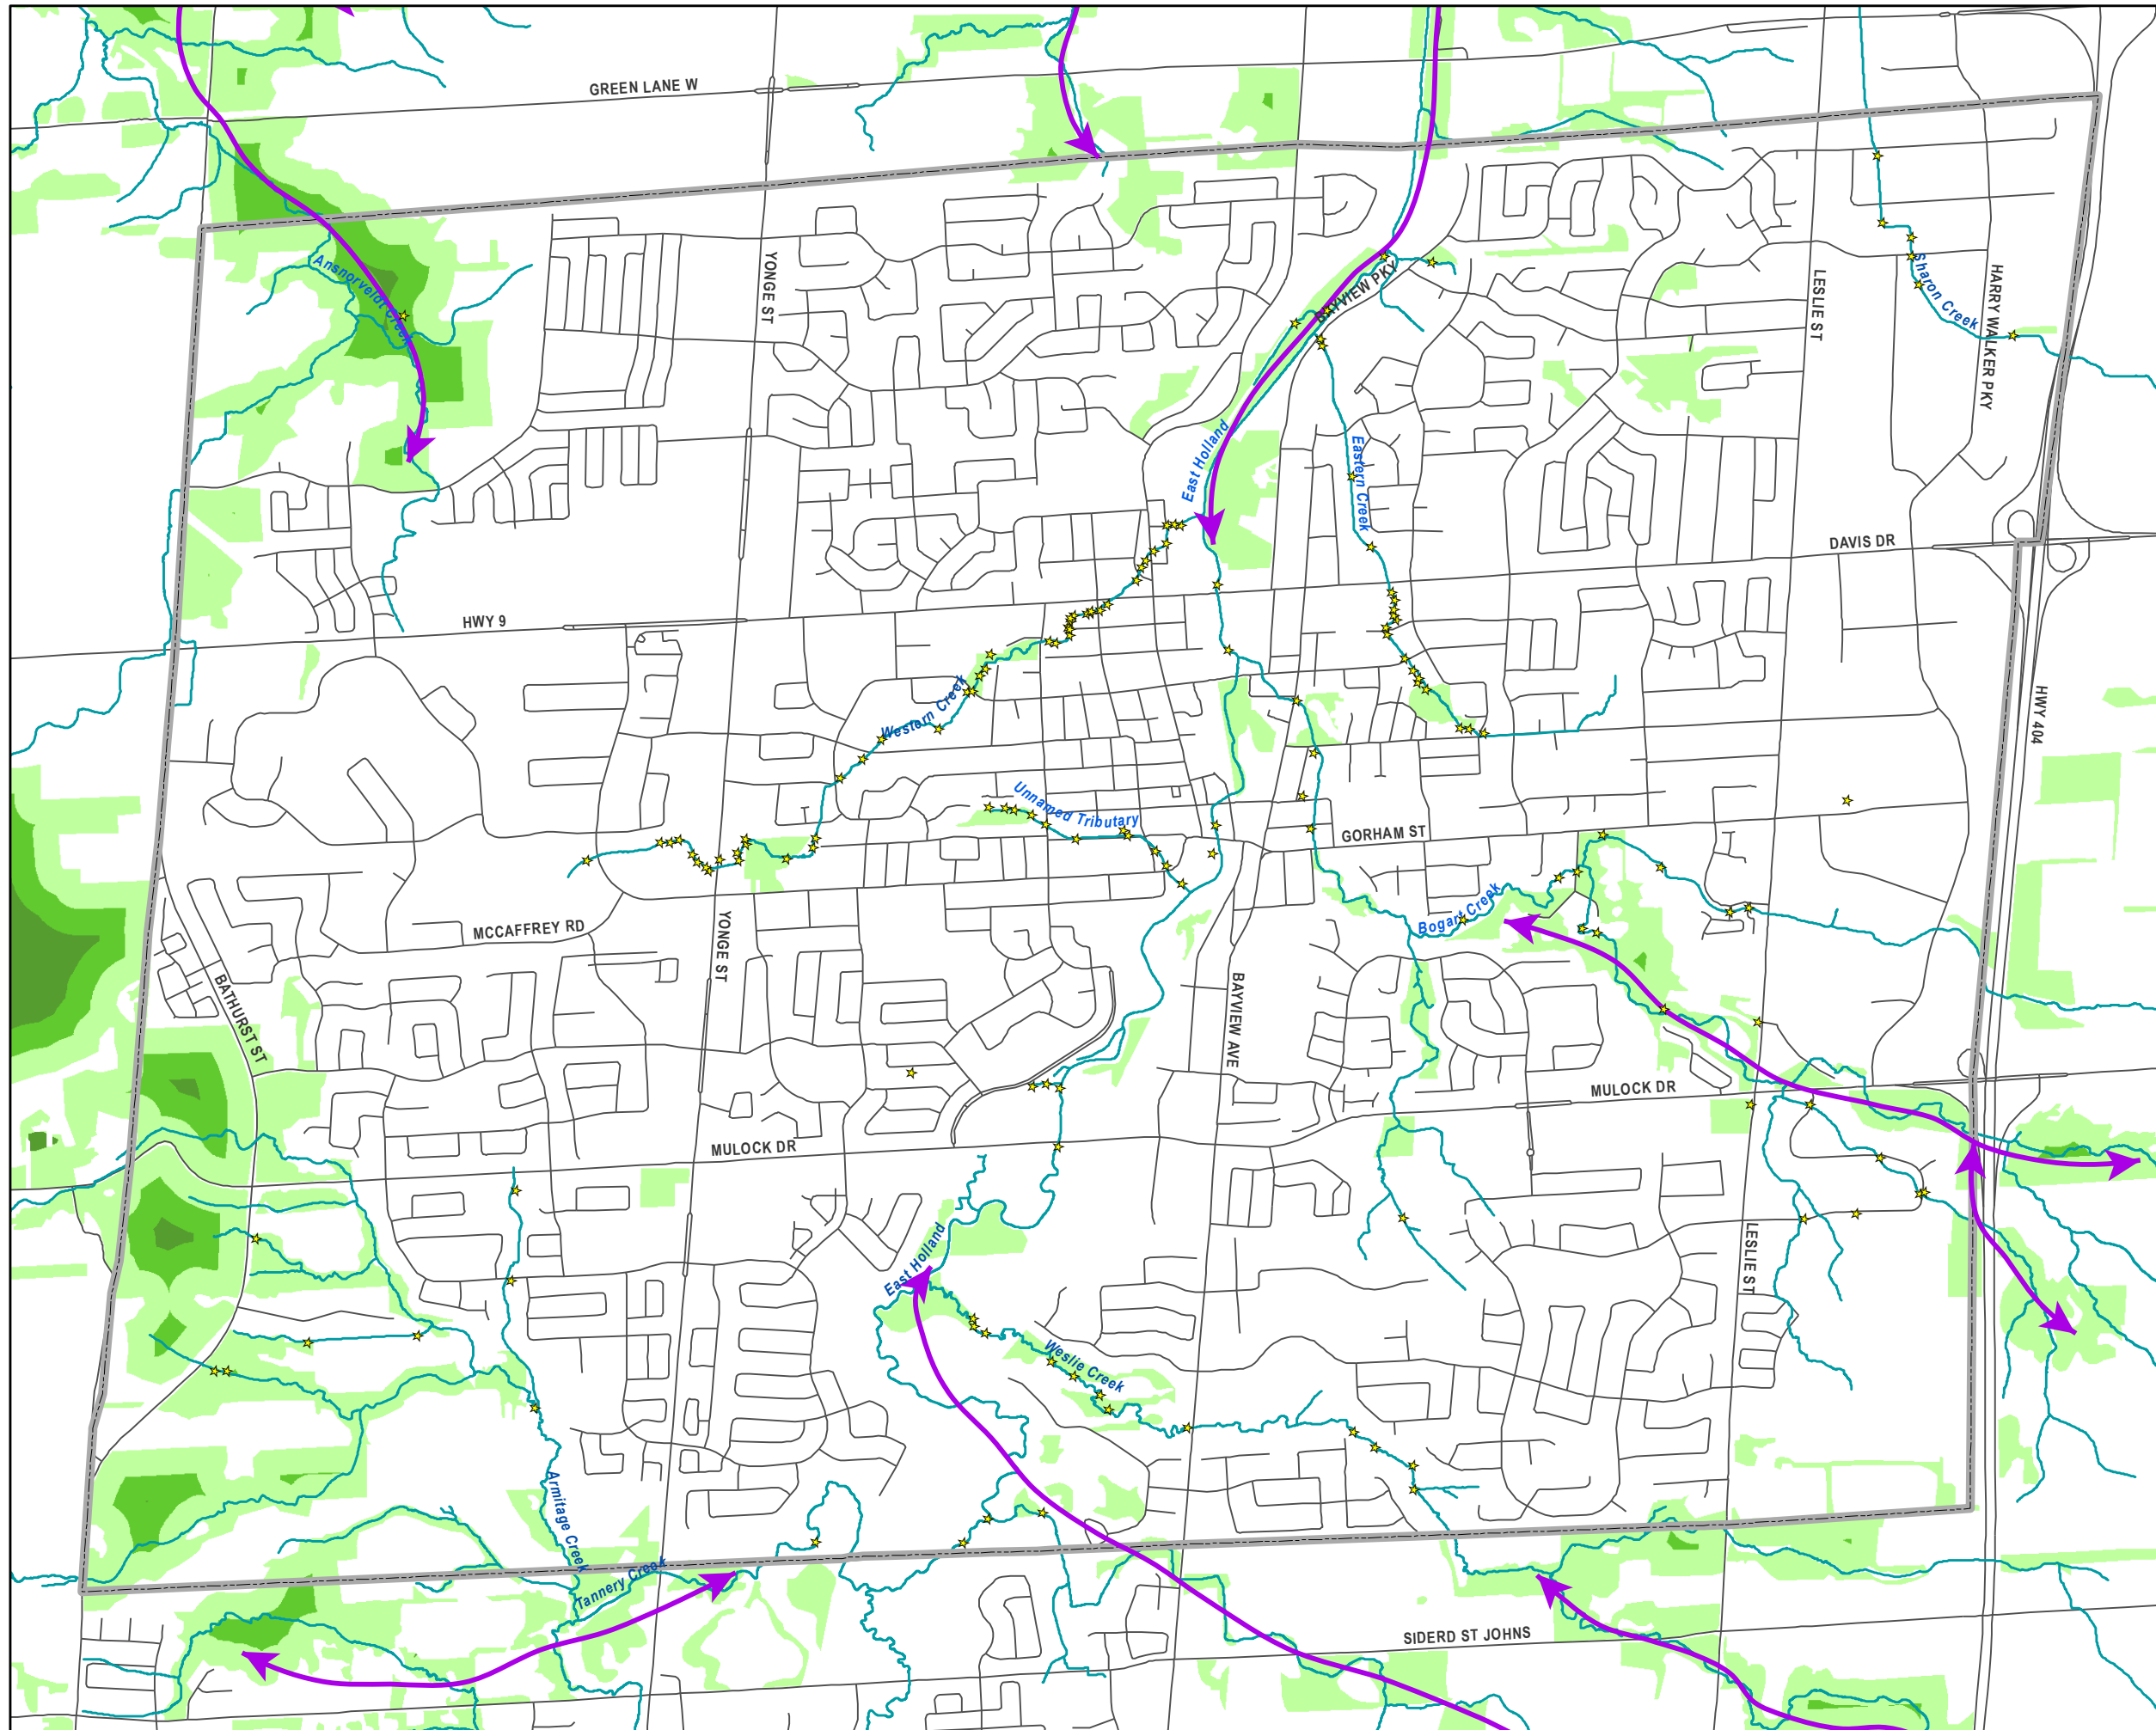 GREEN LANE W
Ansnorveldt Creek
YONGE ST
BAYVIEW PKY
LESLIE ST
Sharon Creek
HARRY WALKER PKY
East Holland
Eastern Creek
DAVIS DR
HWY 9
Western Creek
HWY 404
Unnamed Tributary
GORHAM ST
Bogart Creek
MCCAFFREY RD
YONGE ST
BATHURST ST
BAYVIEW AVE
MULOCK DR
MULOCK DR
East Holland
LESLIE ST
Weslie Creek
Armitage Creek
Tannery Creek
SIDERD ST JOHNS